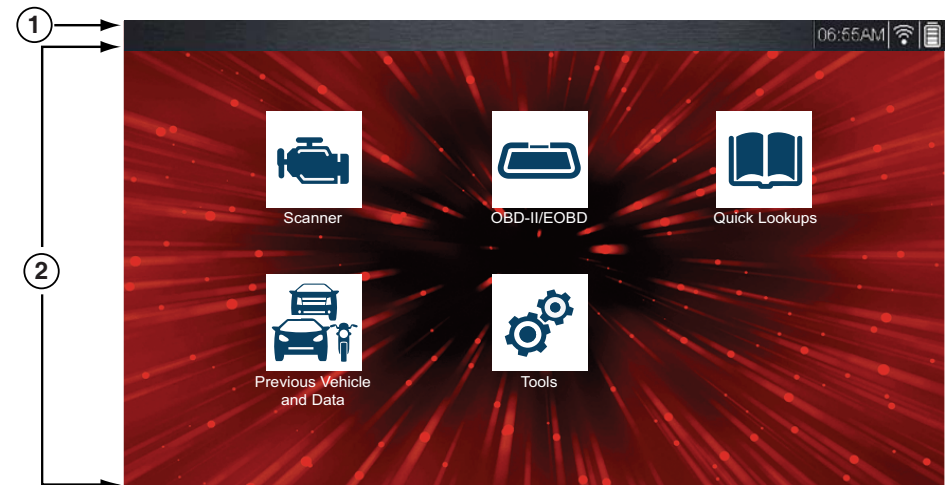 1
06:55AM
2
Scanner
OBD-II/EOBD
Quick Lookups
Previous Vehicle
and Data
Tools